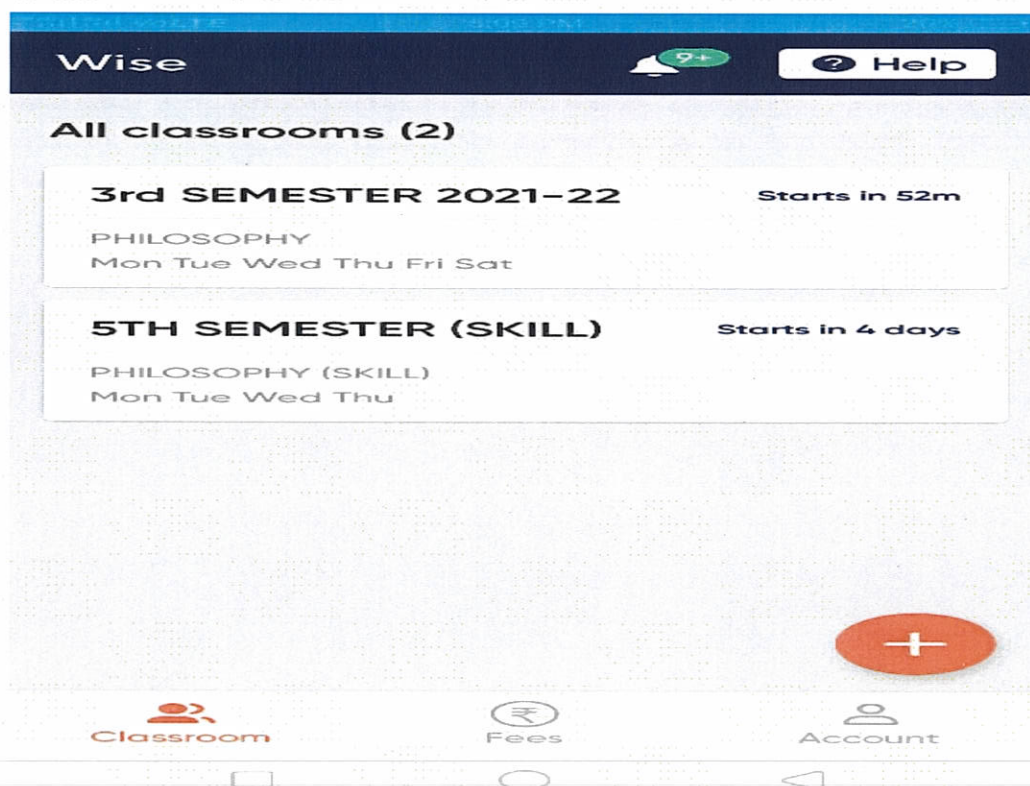 Wise
9+
? Help
All classrooms (2)
3rd SEMESTER 2021-22
Starts in 52m
PHILOSOPHY
Mon Tue Wed Thu Fri Sat
5TH SEMESTER (SKILL)
Starts in 4 days
PHILOSOPHY (SKILL)
Mon Tue Wed Thu
+
₹
Classroom
Fees
Account